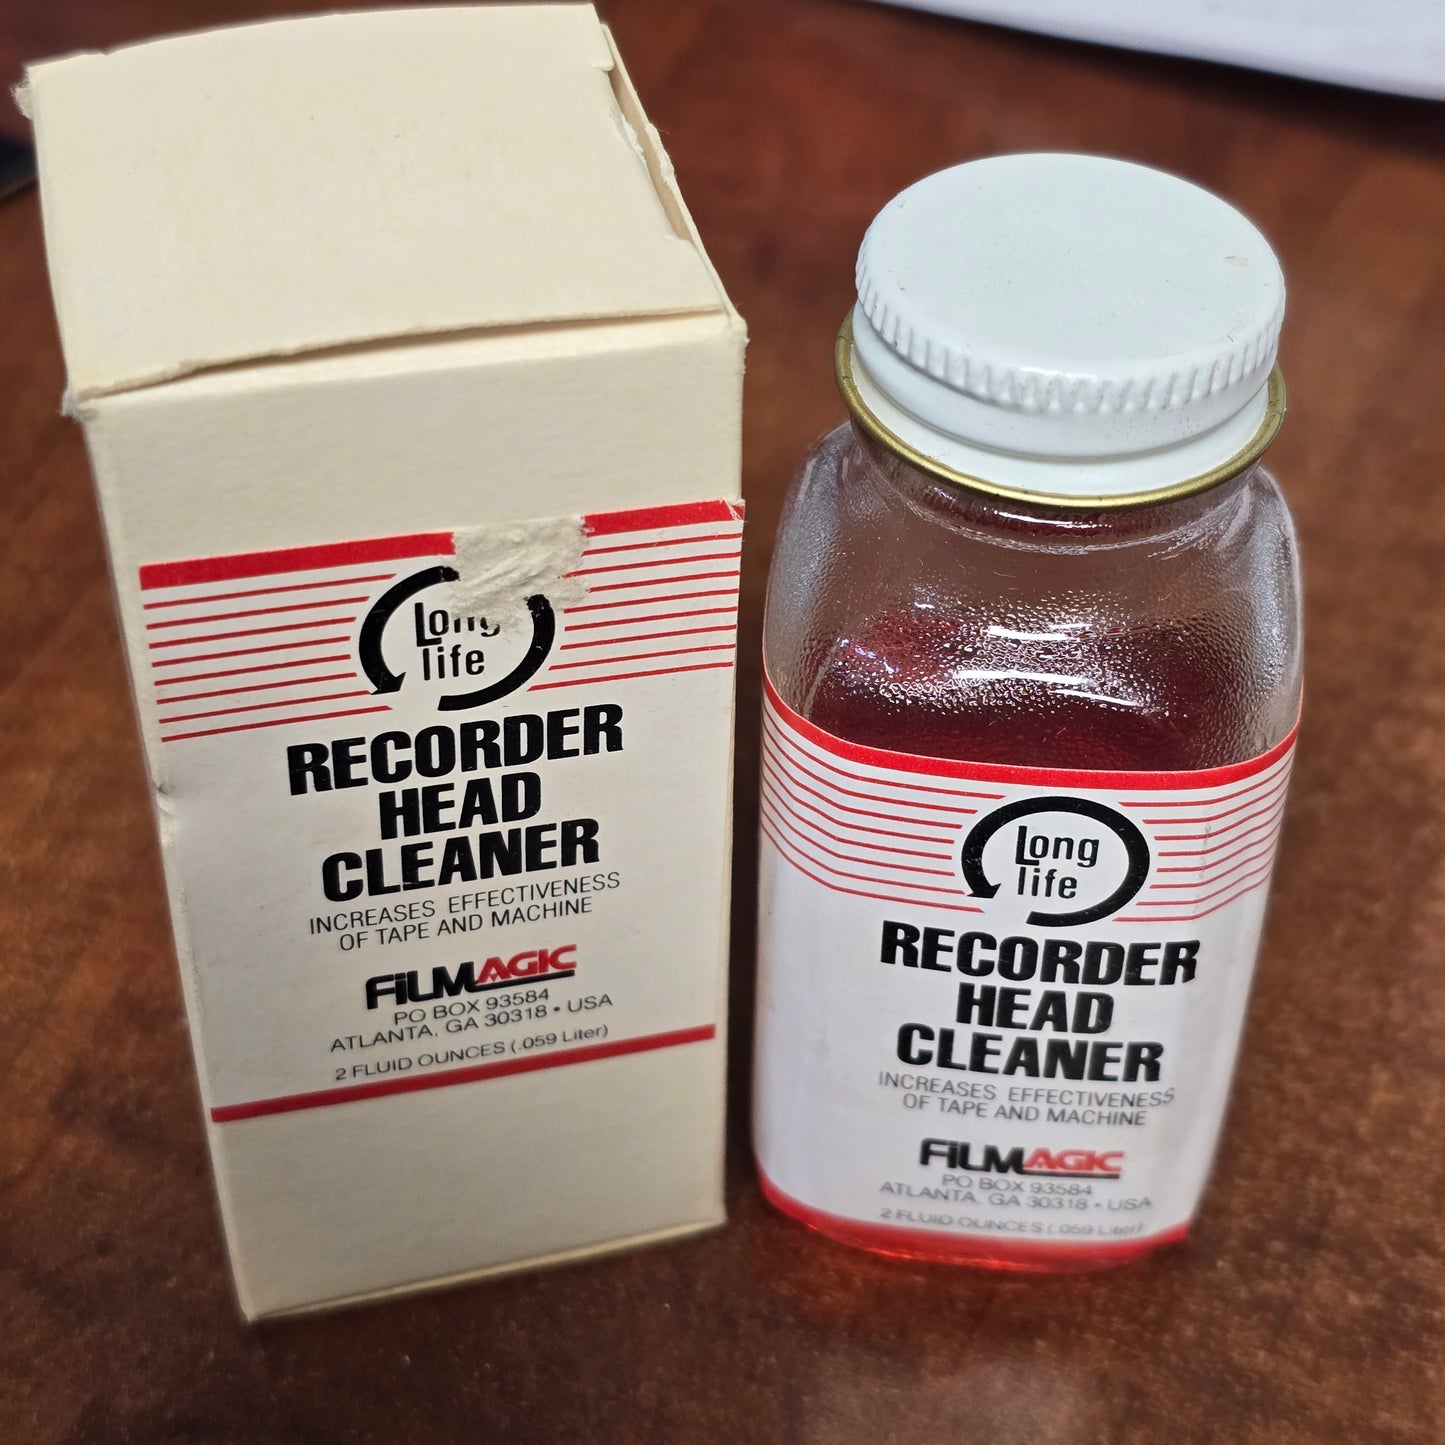 Long
life
RECORDER
HEAD
CLEANER
INCREASES EFFECTIVENESS
OF TAPE AND MACHINE
FiLMAGIC
PO BOX 93584
ATLANTA, GA 30318 • USA
2 FLUID OUNCES (.059 Liter)
Long
life
RECORDER
HEAD
CLEANER
INCREASES EFFECTIVENESS
OF TAPE AND MACHINE
FiLMAGIC
PO BOX 93584
ATLANTA, GA 30318 • USA
2 FLUID OUNCES (.059 Liter)